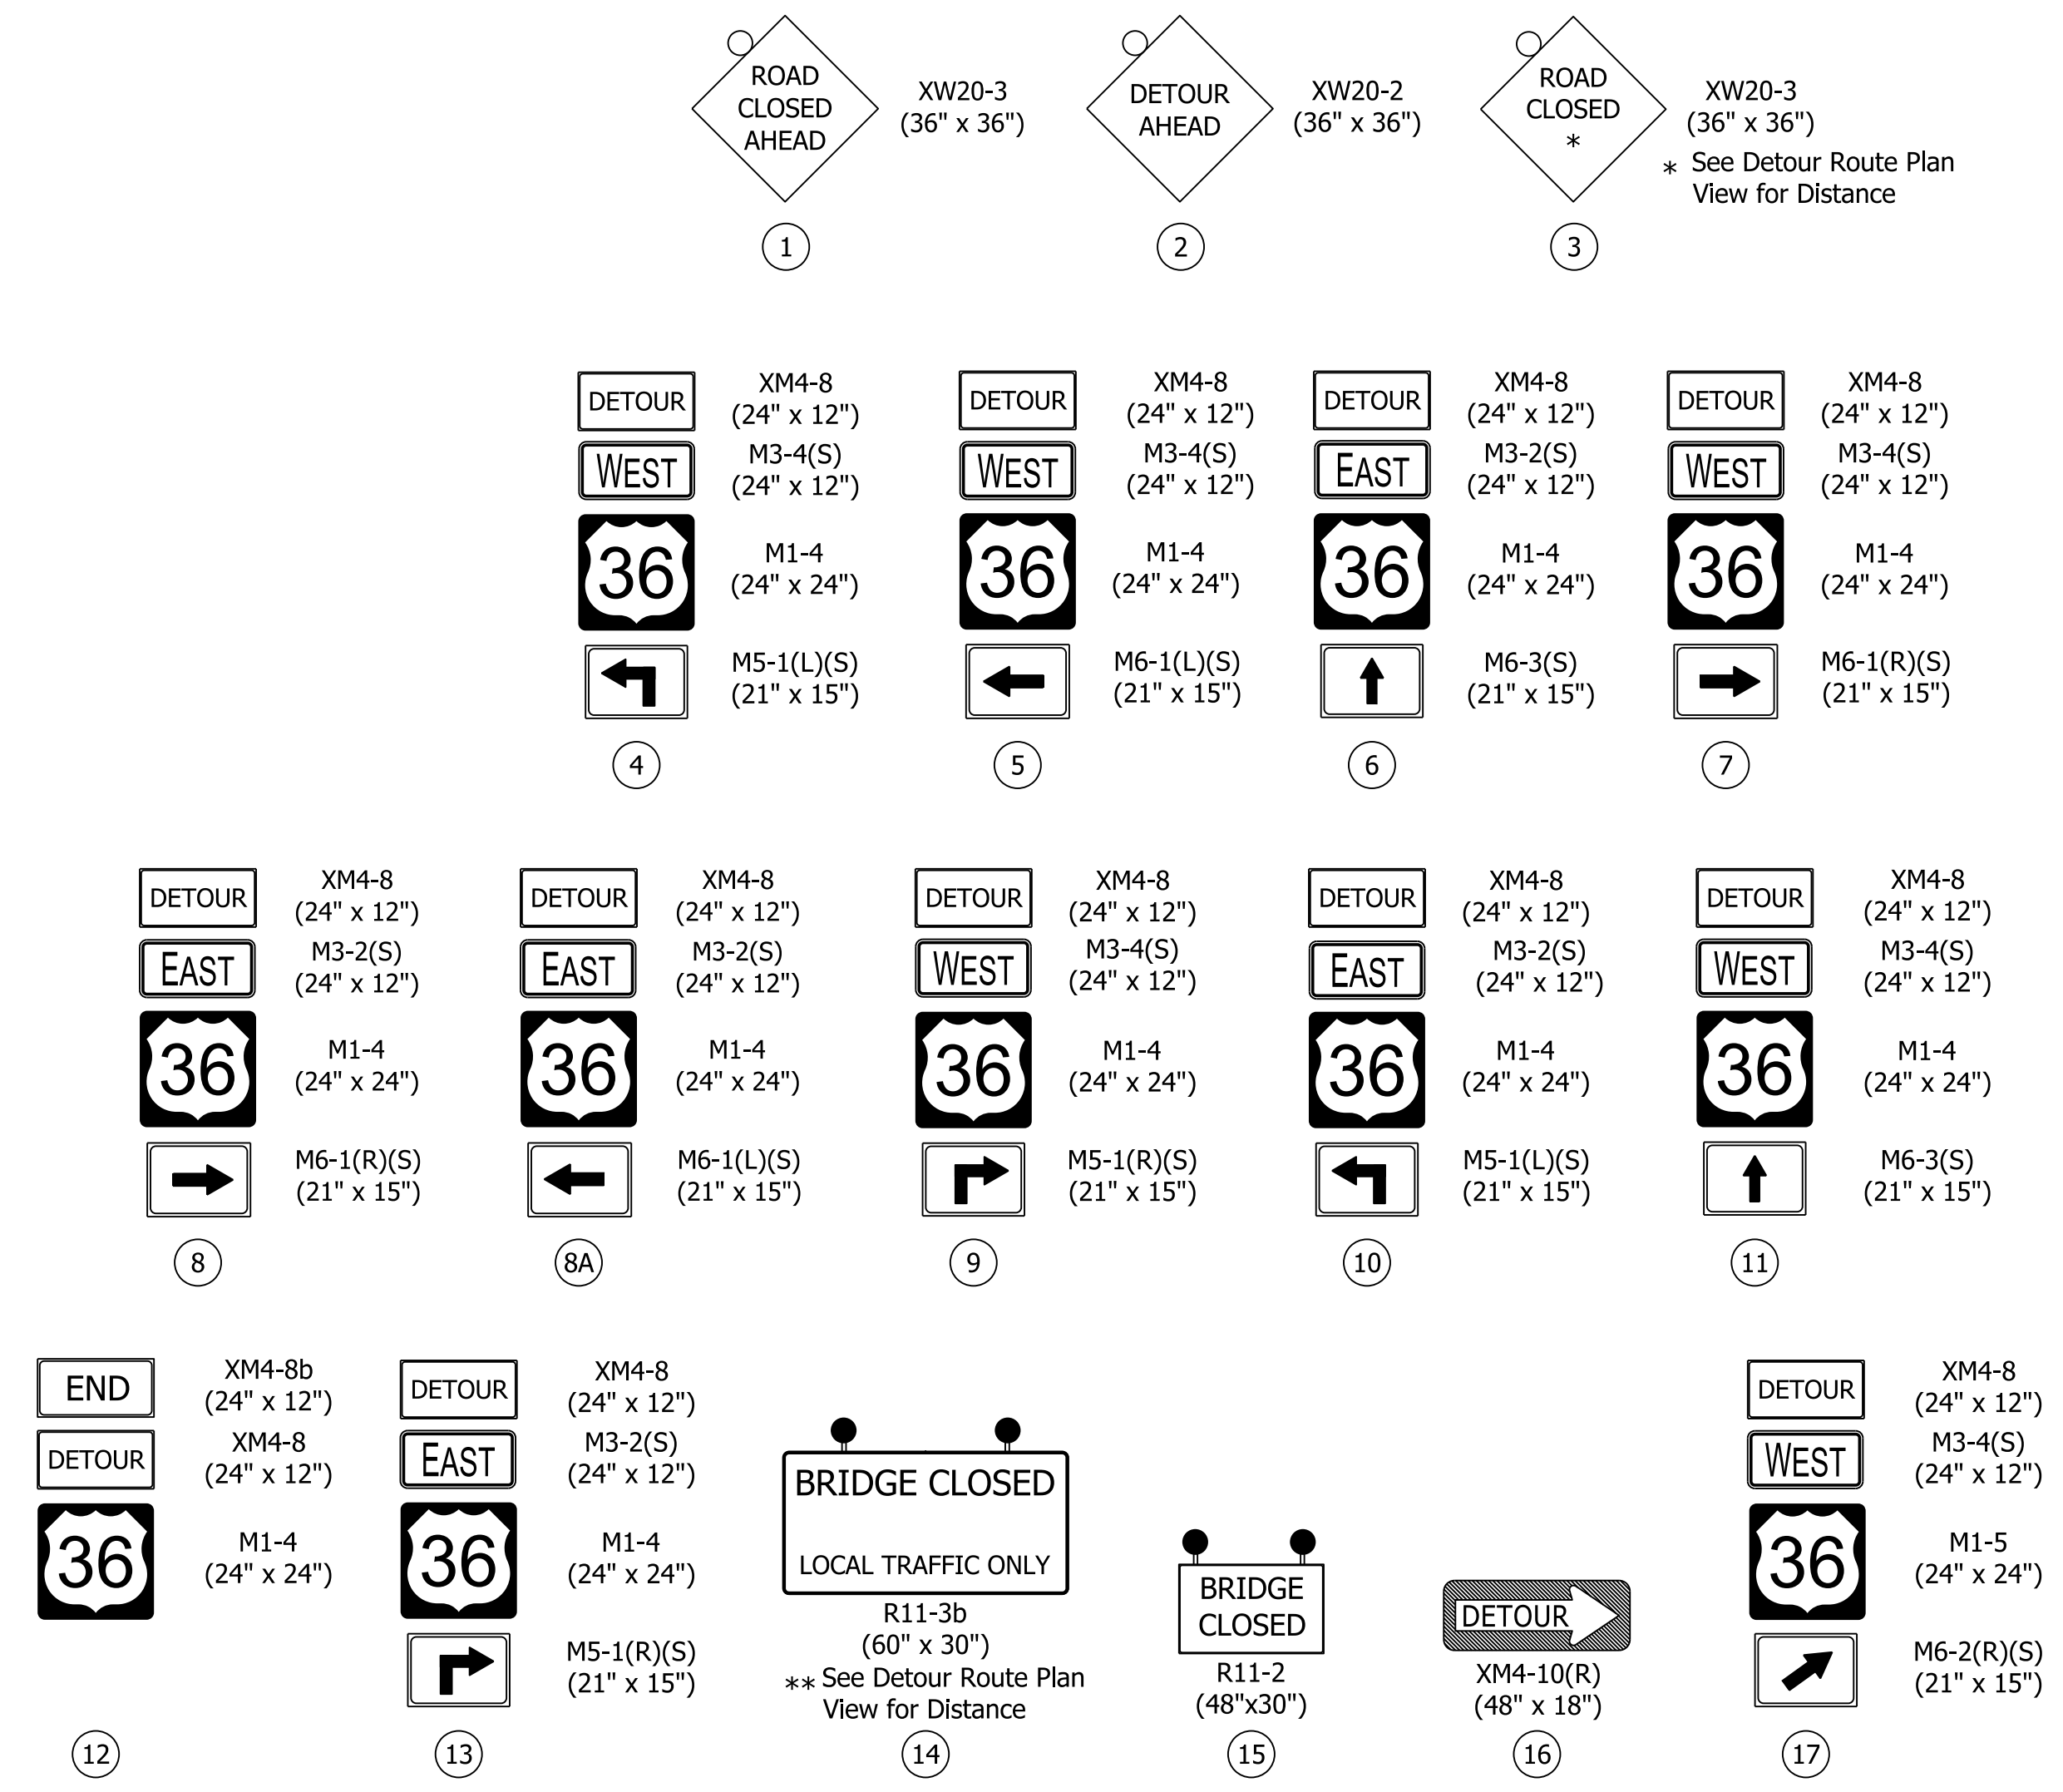 ROAD
CLOSED
AHEAD
XW20-3
(36" x 36")
1
DETOUR
AHEAD
XW20-2
(36" x 36")
2
ROAD
CLOSED
*
XW20-3
(36" x 36")
* See Detour Route Plan
View for Distance
3
DETOUR
XM4-8
(24" x 12")
WEST
M3-4(S)
(24" x 12")
36
M1-4
(24" x 24")
M5-1(L)(S)
(21" x 15")
4
DETOUR
XM4-8
(24" x 12")
WEST
M3-4(S)
(24" x 12")
36
M1-4
(24" x 24")
M6-1(L)(S)
(21" x 15")
5
DETOUR
XM4-8
(24" x 12")
EAST
M3-2(S)
(24" x 12")
36
M1-4
(24" x 24")
M6-3(S)
(21" x 15")
6
DETOUR
XM4-8
(24" x 12")
WEST
M3-4(S)
(24" x 12")
36
M1-4
(24" x 24")
M6-1(R)(S)
(21" x 15")
7
DETOUR
XM4-8
(24" x 12")
EAST
M3-2(S)
(24" x 12")
36
M1-4
(24" x 24")
M6-1(R)(S)
(21" x 15")
8
DETOUR
XM4-8
(24" x 12")
EAST
M3-2(S)
(24" x 12")
36
M1-4
(24" x 24")
M6-1(L)(S)
(21" x 15")
8A
DETOUR
XM4-8
(24" x 12")
WEST
M3-4(S)
(24" x 12")
36
M1-4
(24" x 24")
M5-1(R)(S)
(21" x 15")
9
DETOUR
XM4-8
(24" x 12")
EAST
M3-2(S)
(24" x 12")
36
M1-4
(24" x 24")
M5-1(L)(S)
(21" x 15")
10
DETOUR
XM4-8
(24" x 12")
WEST
M3-4(S)
(24" x 12")
36
M1-4
(24" x 24")
M6-3(S)
(21" x 15")
11
END
XM4-8b
(24" x 12")
DETOUR
XM4-8
(24" x 12")
36
M1-4
(24" x 24")
12
DETOUR
XM4-8
(24" x 12")
EAST
M3-2(S)
(24" x 12")
36
M1-4
(24" x 24")
M5-1(R)(S)
(21" x 15")
13
BRIDGE CLOSED
LOCAL TRAFFIC ONLY
R11-3b
(60" x 30")
** See Detour Route Plan
View for Distance
14
BRIDGE
CLOSED
R11-2
(48"x30")
15
DETOUR
XM4-10(R)
(48" x 18")
16
DETOUR
XM4-8
(24" x 12")
WEST
M3-4(S)
(24" x 12")
36
M1-5
(24" x 24")
M6-2(R)(S)
(21" x 15")
17